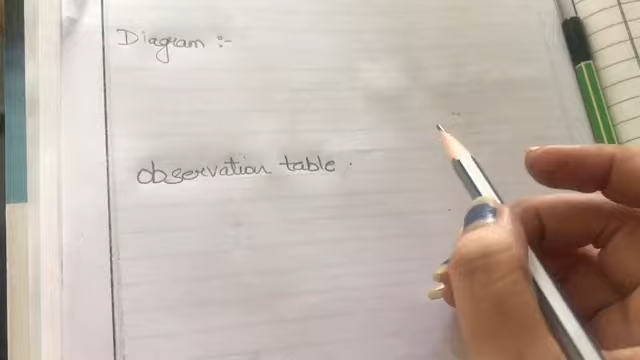 Diagram :-
observation table .